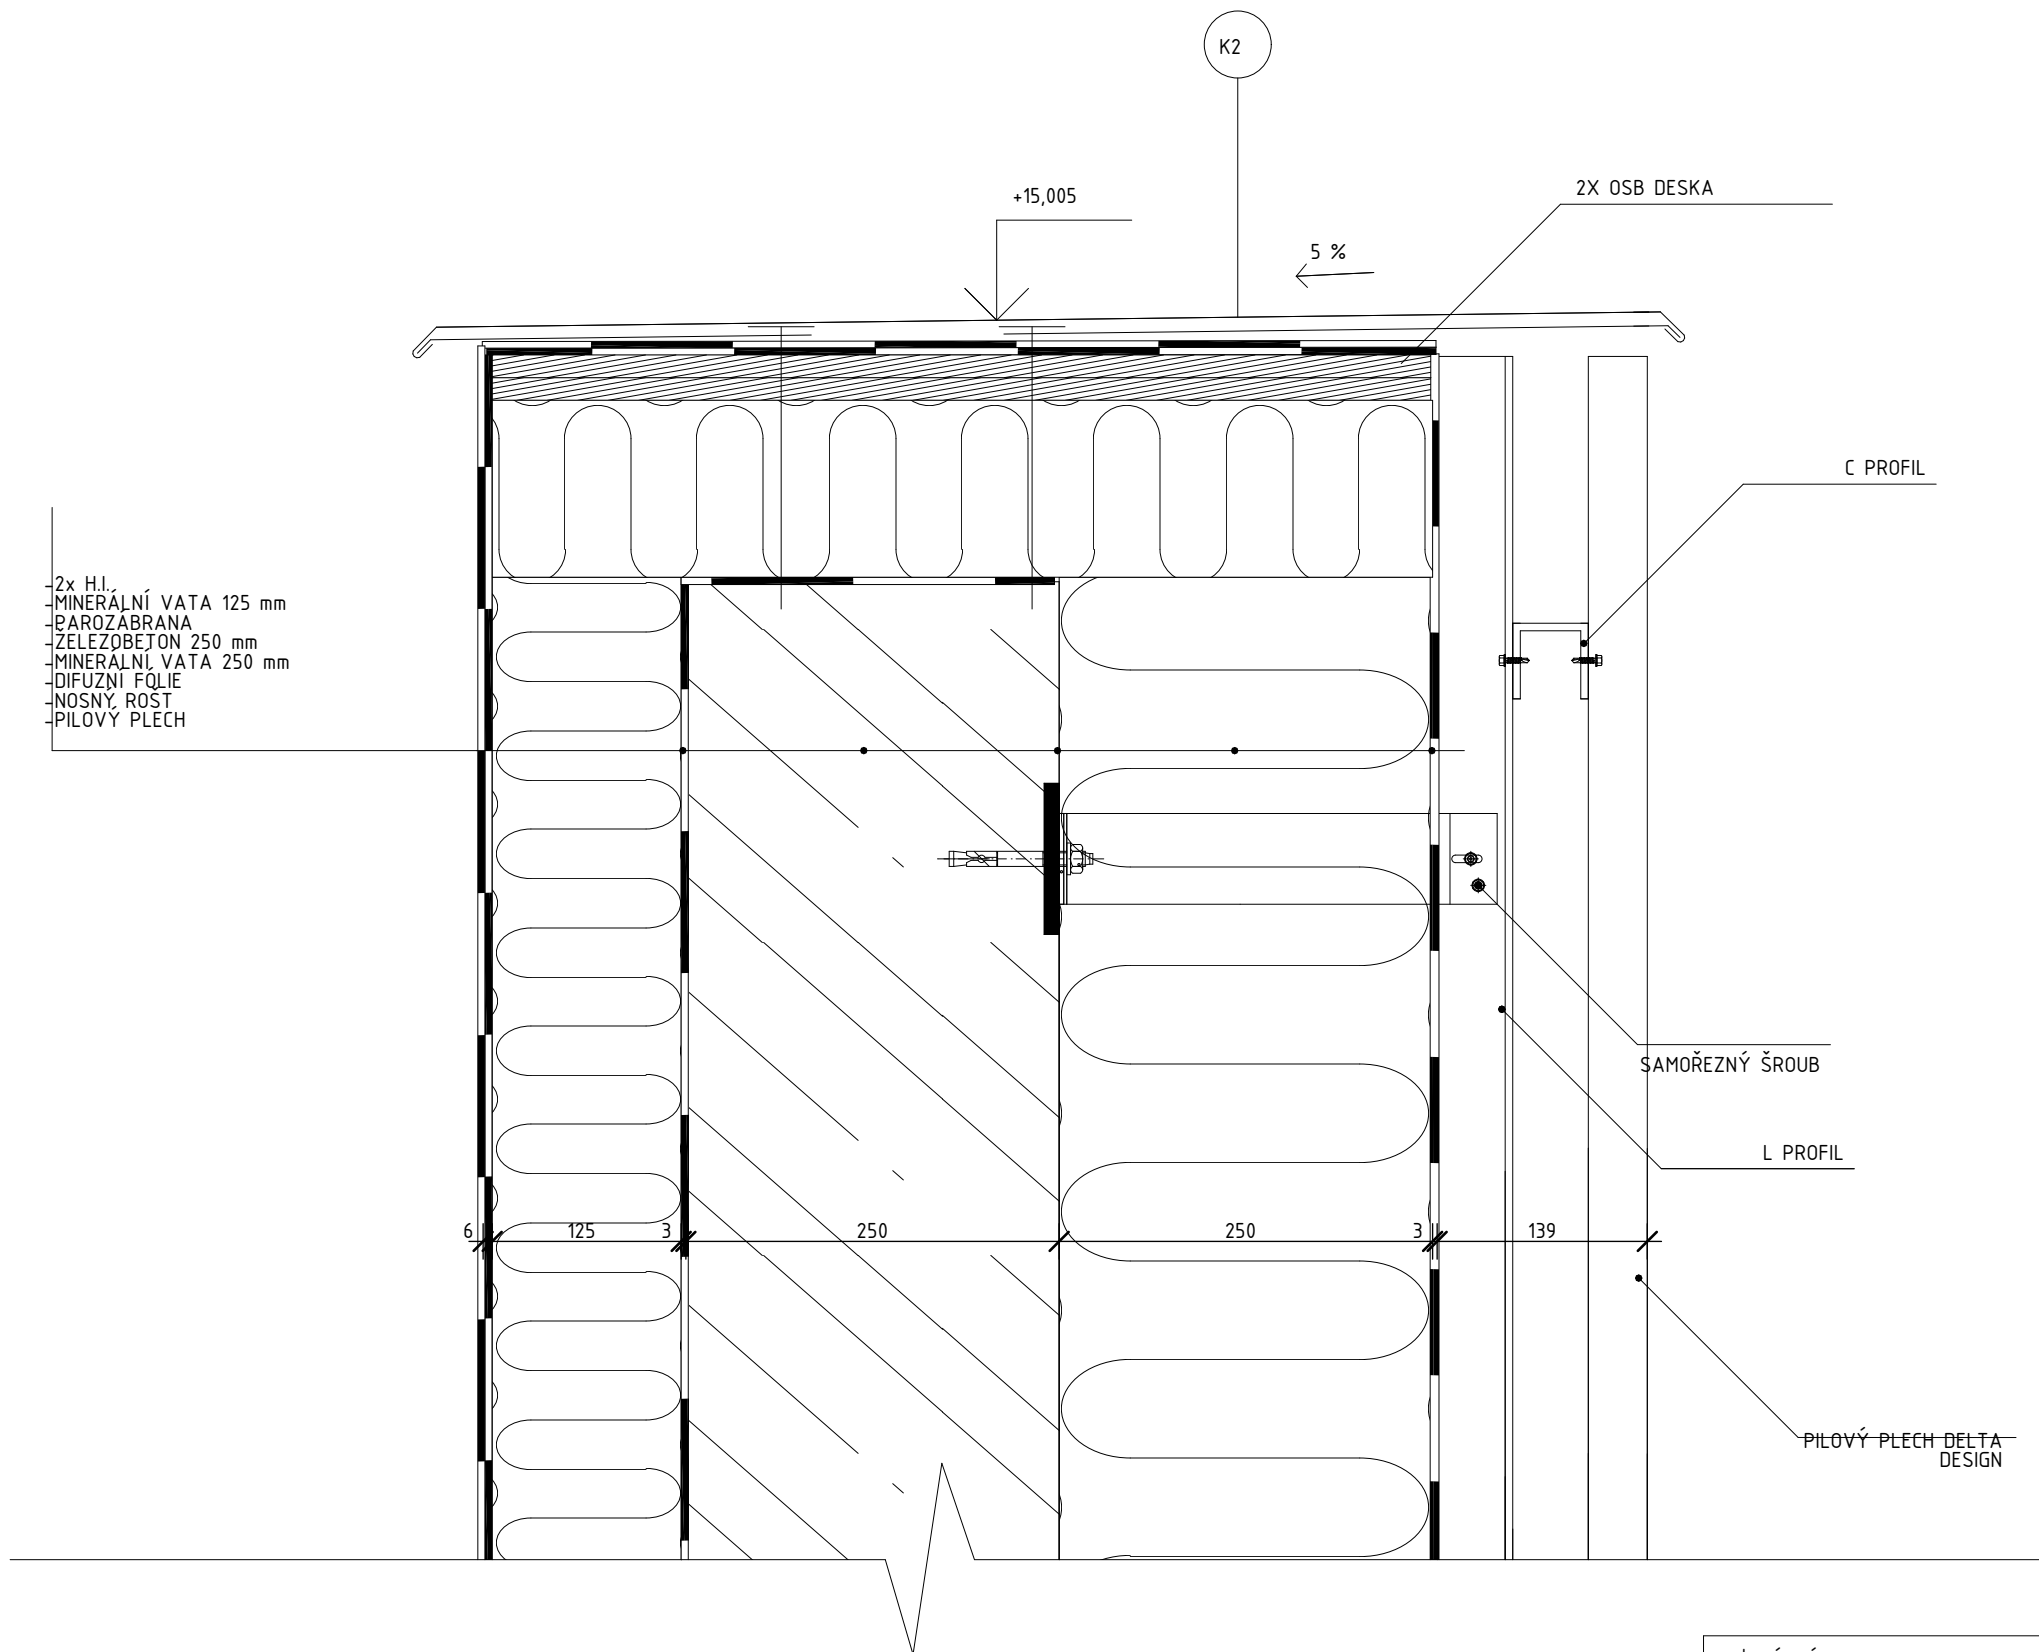 K2
+15,005
2X OSB DESKA
5 %
C PROFIL
2x H.I.
MINERÁLNÍ VATA 125 mm
PAROZÁBRANA
ŽELEZOBETON 250 mm
MINERÁLNÍ VATA 250 mm
DIFUZNÍ FÓLIE
NOSNÝ ROŠT
PILOVÝ PLECH
SAMOŘEZNÝ ŠROUB
L PROFIL
6 125 3 250 250 3 139
PILOVÝ PLECH DELTA
DESIGN